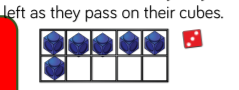 left as they pass on their cubes.